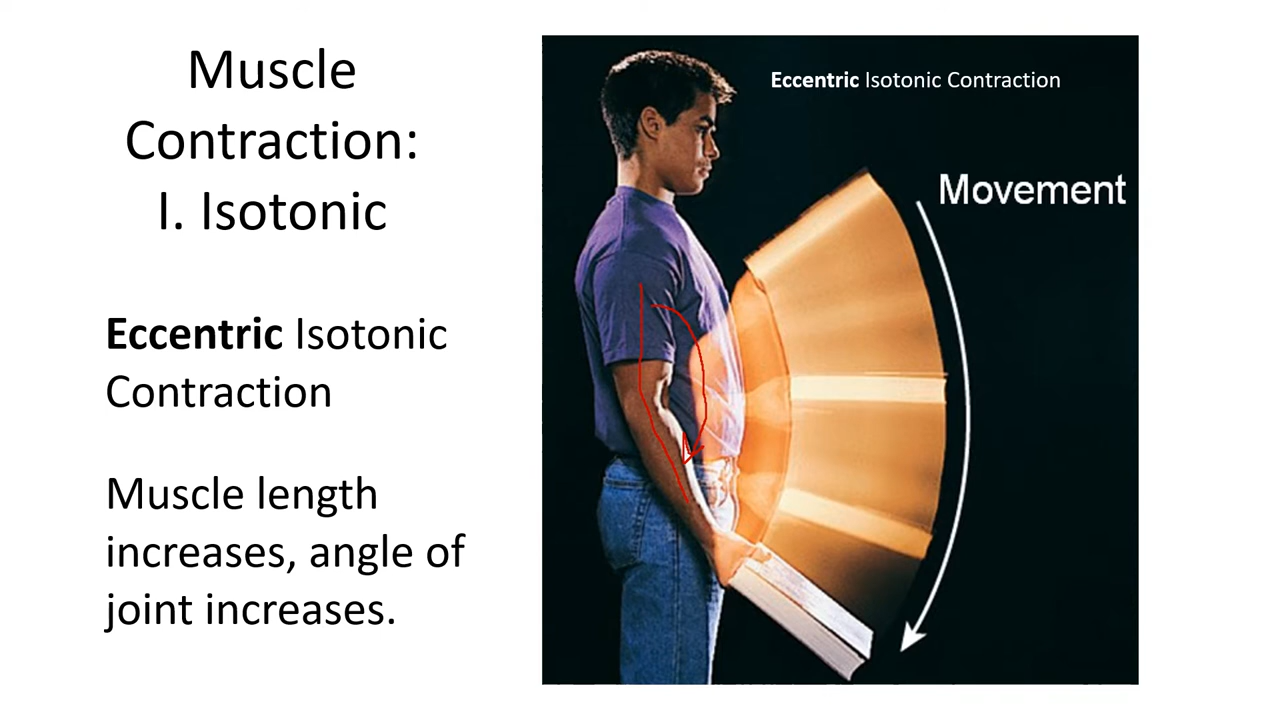 Muscle
Contraction:
I. Isotonic
Eccentric Isotonic
Contraction
Muscle length
increases, angle of
joint increases.
Eccentric Isotonic Contraction
Movement